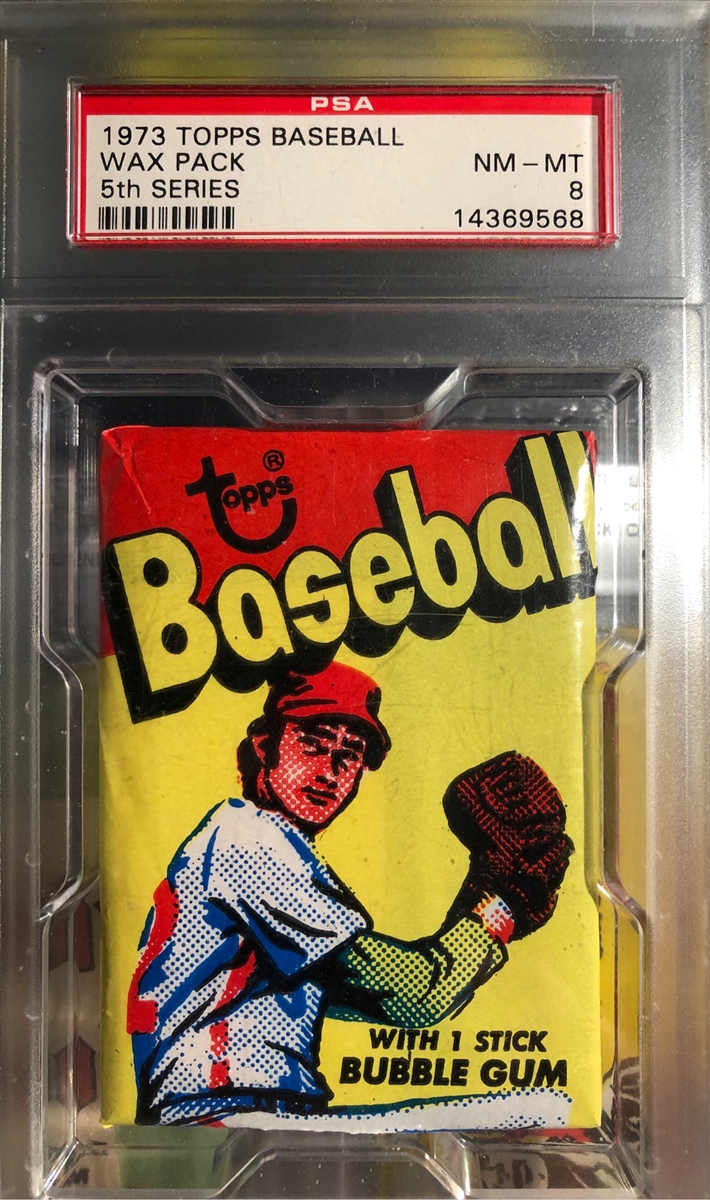 PSA
1973 TOPPS BASEBALL
WAX PACK
NM - MT
5th SERIES
8
14369568
Topps®
Baseball
WITH 1 STICK
BUBBLE GUM